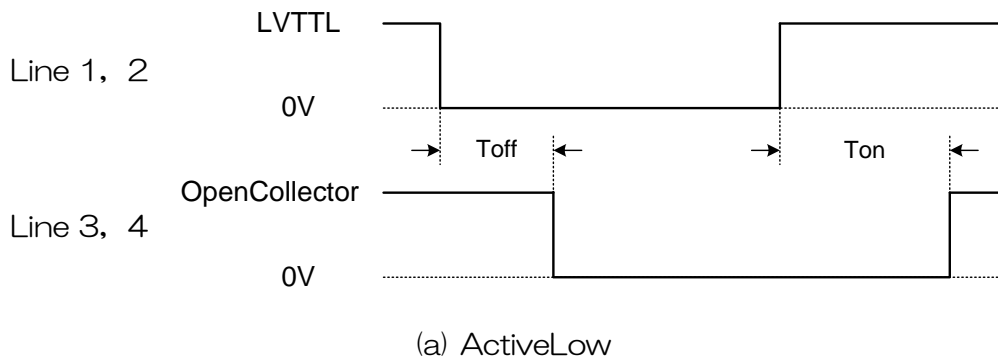 LVTTL
Line 1, 2
0V
Toff
Ton
OpenCollector
Line 3, 4
0V
(a) ActiveLow